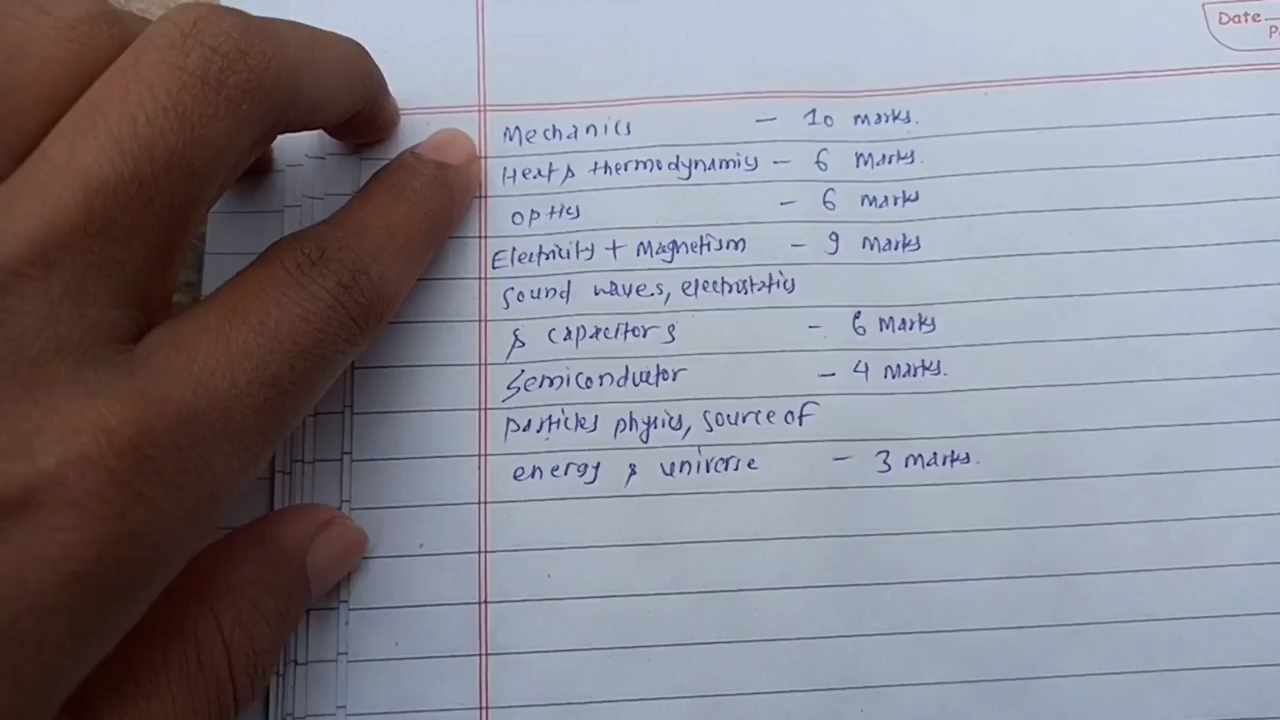 Date
Mechanics - 10 marks.
Heat & thermodynamics - 6 Marks.
optics - 6 Marks
Electricity + Magnetism - 9 Marks
sound waves, electrostatics
& capacitors - 6 Marks
semiconductor - 4 Marks.
particles physics, source of
energy & universe - 3 marks.